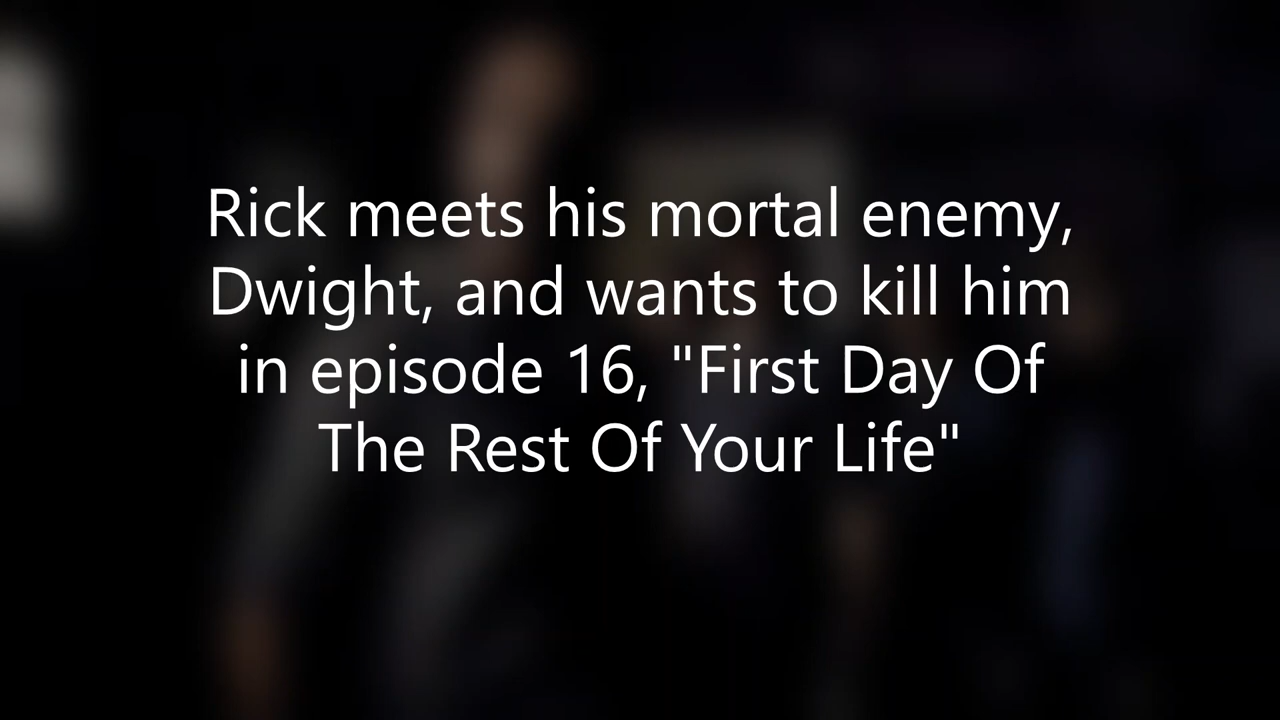 Rick meets his mortal enemy,
Dwight, and wants to kill him
in episode 16, "First Day Of
The Rest Of Your Life"